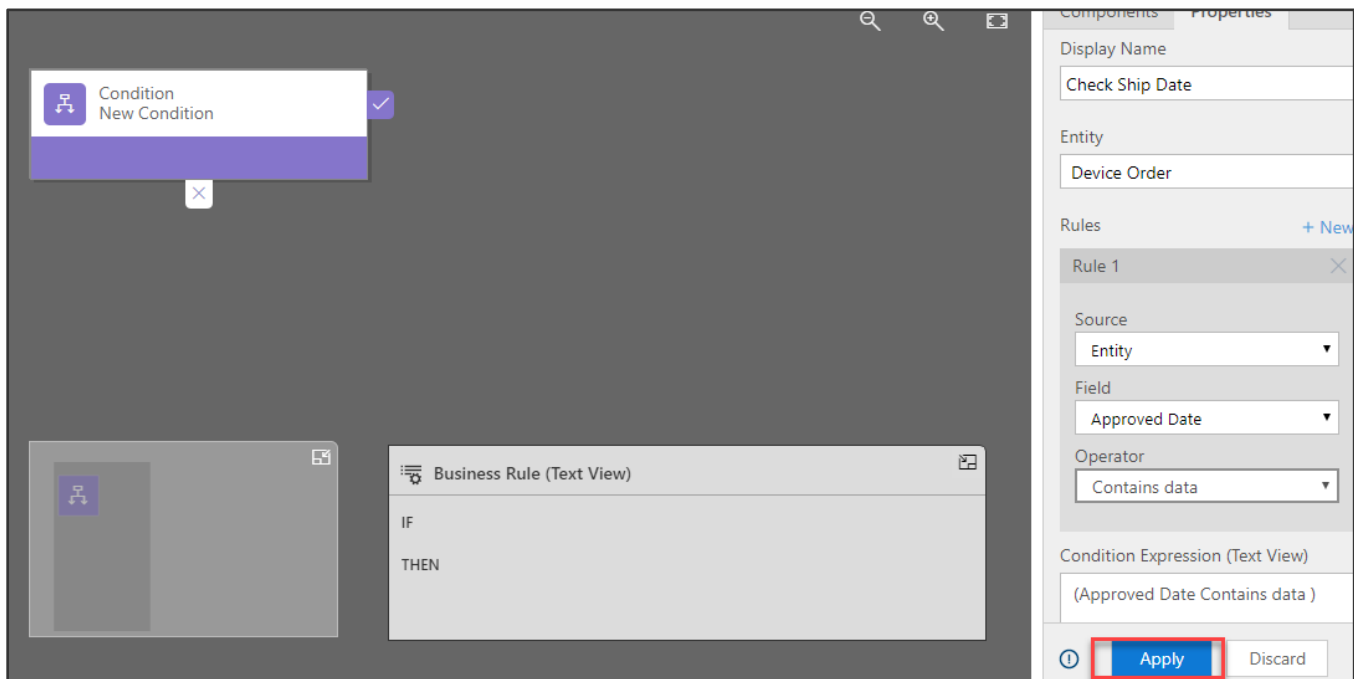 Components Properties
Display Name
Check Ship Date
Entity
Device Order
Rules + New
Rule 1
Source
Entity
Field
Approved Date
Operator
Contains data
Condition Expression (Text View)
(Approved Date Contains data )
Apply Discard
Condition
New Condition
Business Rule (Text View)
IF
THEN